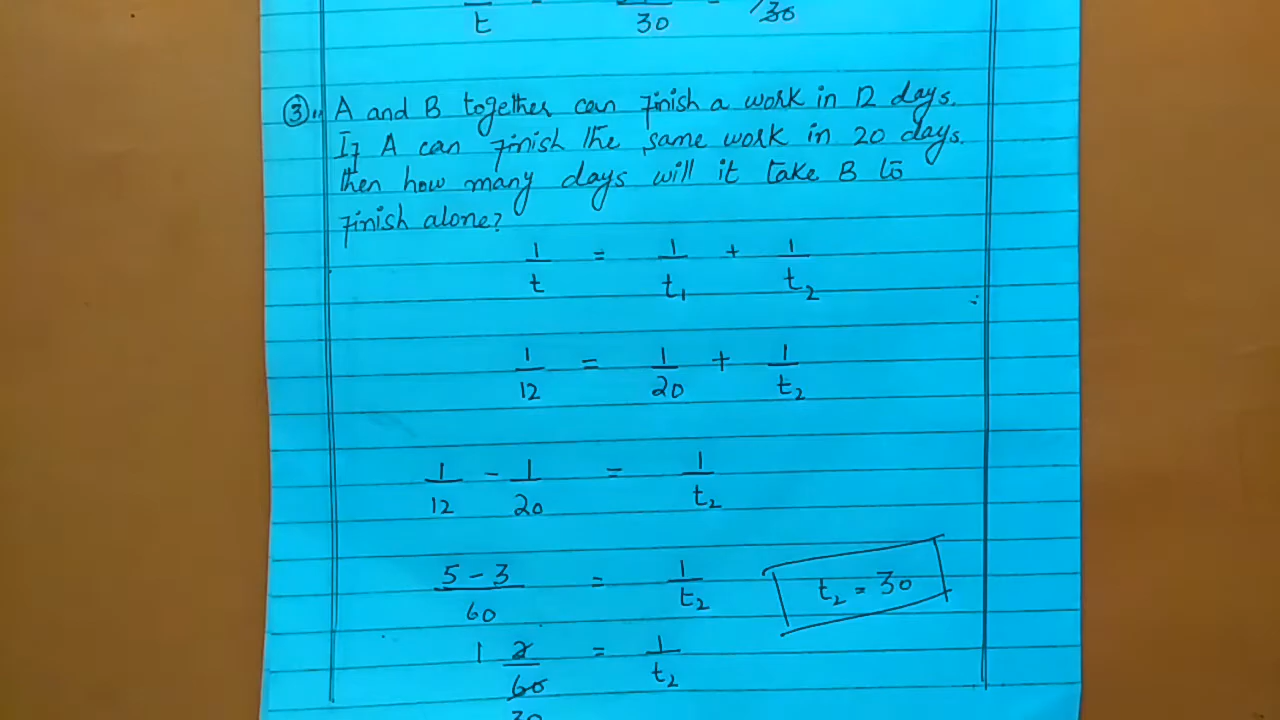 t 30 30
③.. A and B together can finish a work in 12 days.
If A can finish the same work in 20 days.
then how many days will it take B to
finish alone?
1/t = 1/t₁ + 1/t₂
1/12 = 1/20 + 1/t₂
1/12 - 1/20 = 1/t₂
5 - 3/60 = 1/t₂ t₂ = 30
1 2/60 = 1/t₂
30